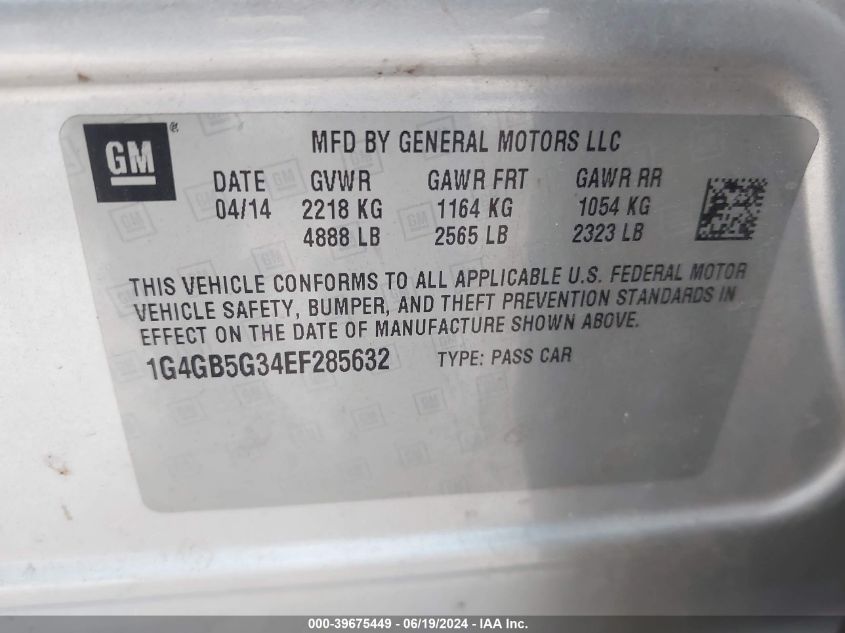 GM®
MFD BY GENERAL MOTORS LLC
DATE GVWR GAWR FRT GAWR RR
04/14 2218 KG 1164 KG 1054 KG
4888 LB 2565 LB 2323 LB
THIS VEHICLE CONFORMS TO ALL APPLICABLE U.S. FEDERAL MOTOR
VEHICLE SAFETY, BUMPER, AND THEFT PREVENTION STANDARDS IN
EFFECT ON THE DATE OF MANUFACTURE SHOWN ABOVE.
1G4GB5G34EF285632 TYPE: PASS CAR
000-39675449 - 06/19/2024 - IAA Inc.